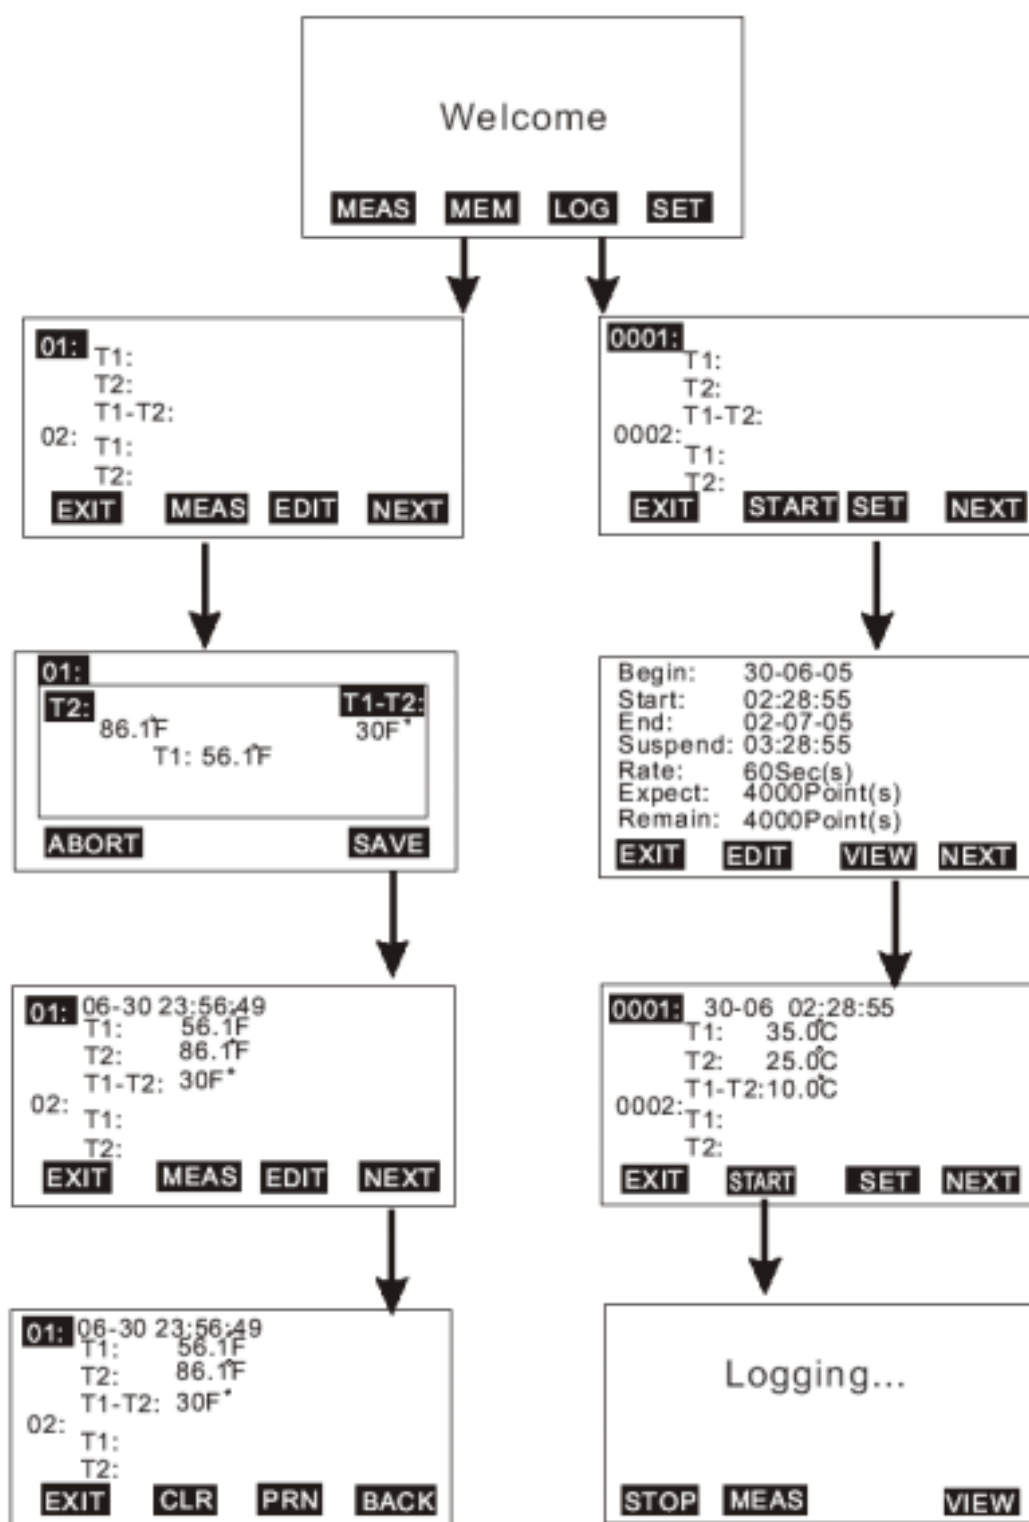 Welcome
MEAS MEM LOG SET
01:
T1:
T2:
T1-T2:
02:
T1:
T2:
EXIT MEAS EDIT NEXT
0001:
T1:
T2:
T1-T2:
0002:
T1:
T2:
EXIT START SET NEXT
01:
T2: T1-T2:
86.1°F 30F°
T1: 56.1°F
ABORT SAVE
Begin: 30-06-05
Start: 02:28:55
End: 02-07-05
Suspend: 03:28:55
Rate: 60Sec(s)
Expect: 4000Point(s)
Remain: 4000Point(s)
EXIT EDIT VIEW NEXT
01: 06-30 23:56:49
T1: 56.1°F
T2: 86.1°F
T1-T2: 30F°
02:
T1:
T2:
EXIT MEAS EDIT NEXT
0001: 30-06 02:28:55
T1: 35.0°C
T2: 25.0°C
T1-T2:10.0°C
0002:
T1:
T2:
EXIT START SET NEXT
01: 06-30 23:56:49
T1: 56.1°F
T2: 86.1°F
T1-T2: 30F°
02:
T1:
T2:
EXIT CLR PRN BACK
Logging...
STOP MEAS VIEW